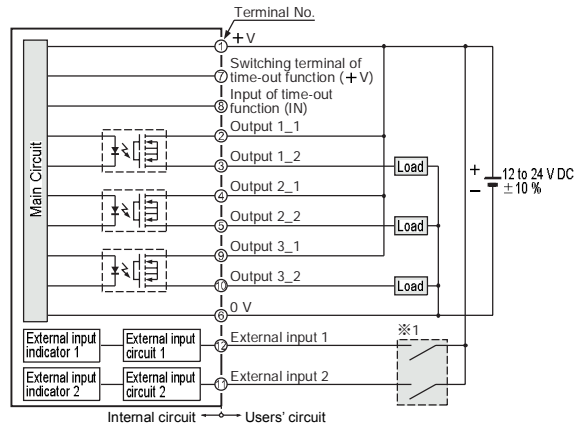 Terminal No.
① +V
Switching terminal of
⑦ time-out function (+V)
Input of time-out
⑧ function (IN)
② Output 1_1
③ Output 1_2
Load
④ Output 2_1
⑤ Output 2_2
Load
⑨ Output 3_1
⑩ Output 3_2
Load
⑥ 0 V
Main Circuit
+
−
12 to 24 V DC
±10 %
※1
External input
indicator 1
External input
circuit 1
⑫ External input 1
External input
indicator 2
External input
circuit 2
⑪ External input 2
Internal circuit
Users' circuit